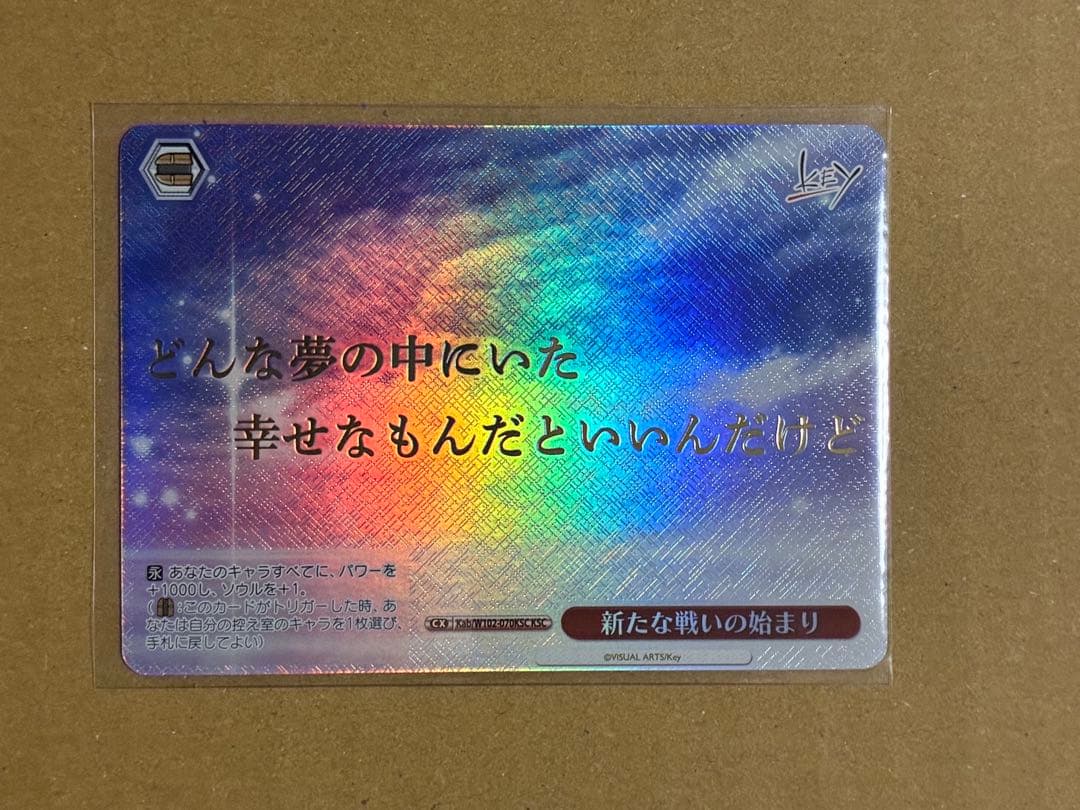 KEY
どんな夢の中にいた
幸せなもんだといいんだけど
永 あなたのキャラすべてに、パワーを
+1000し、ソウルを+1。
(:このカードがトリガーした時、あ
なたは自分の控え室のキャラを1枚選び、
手札に戻してよい)
CX Kab/W102-070KSC KSC
新たな戦いの始まり
©VISUAL ARTS/Key